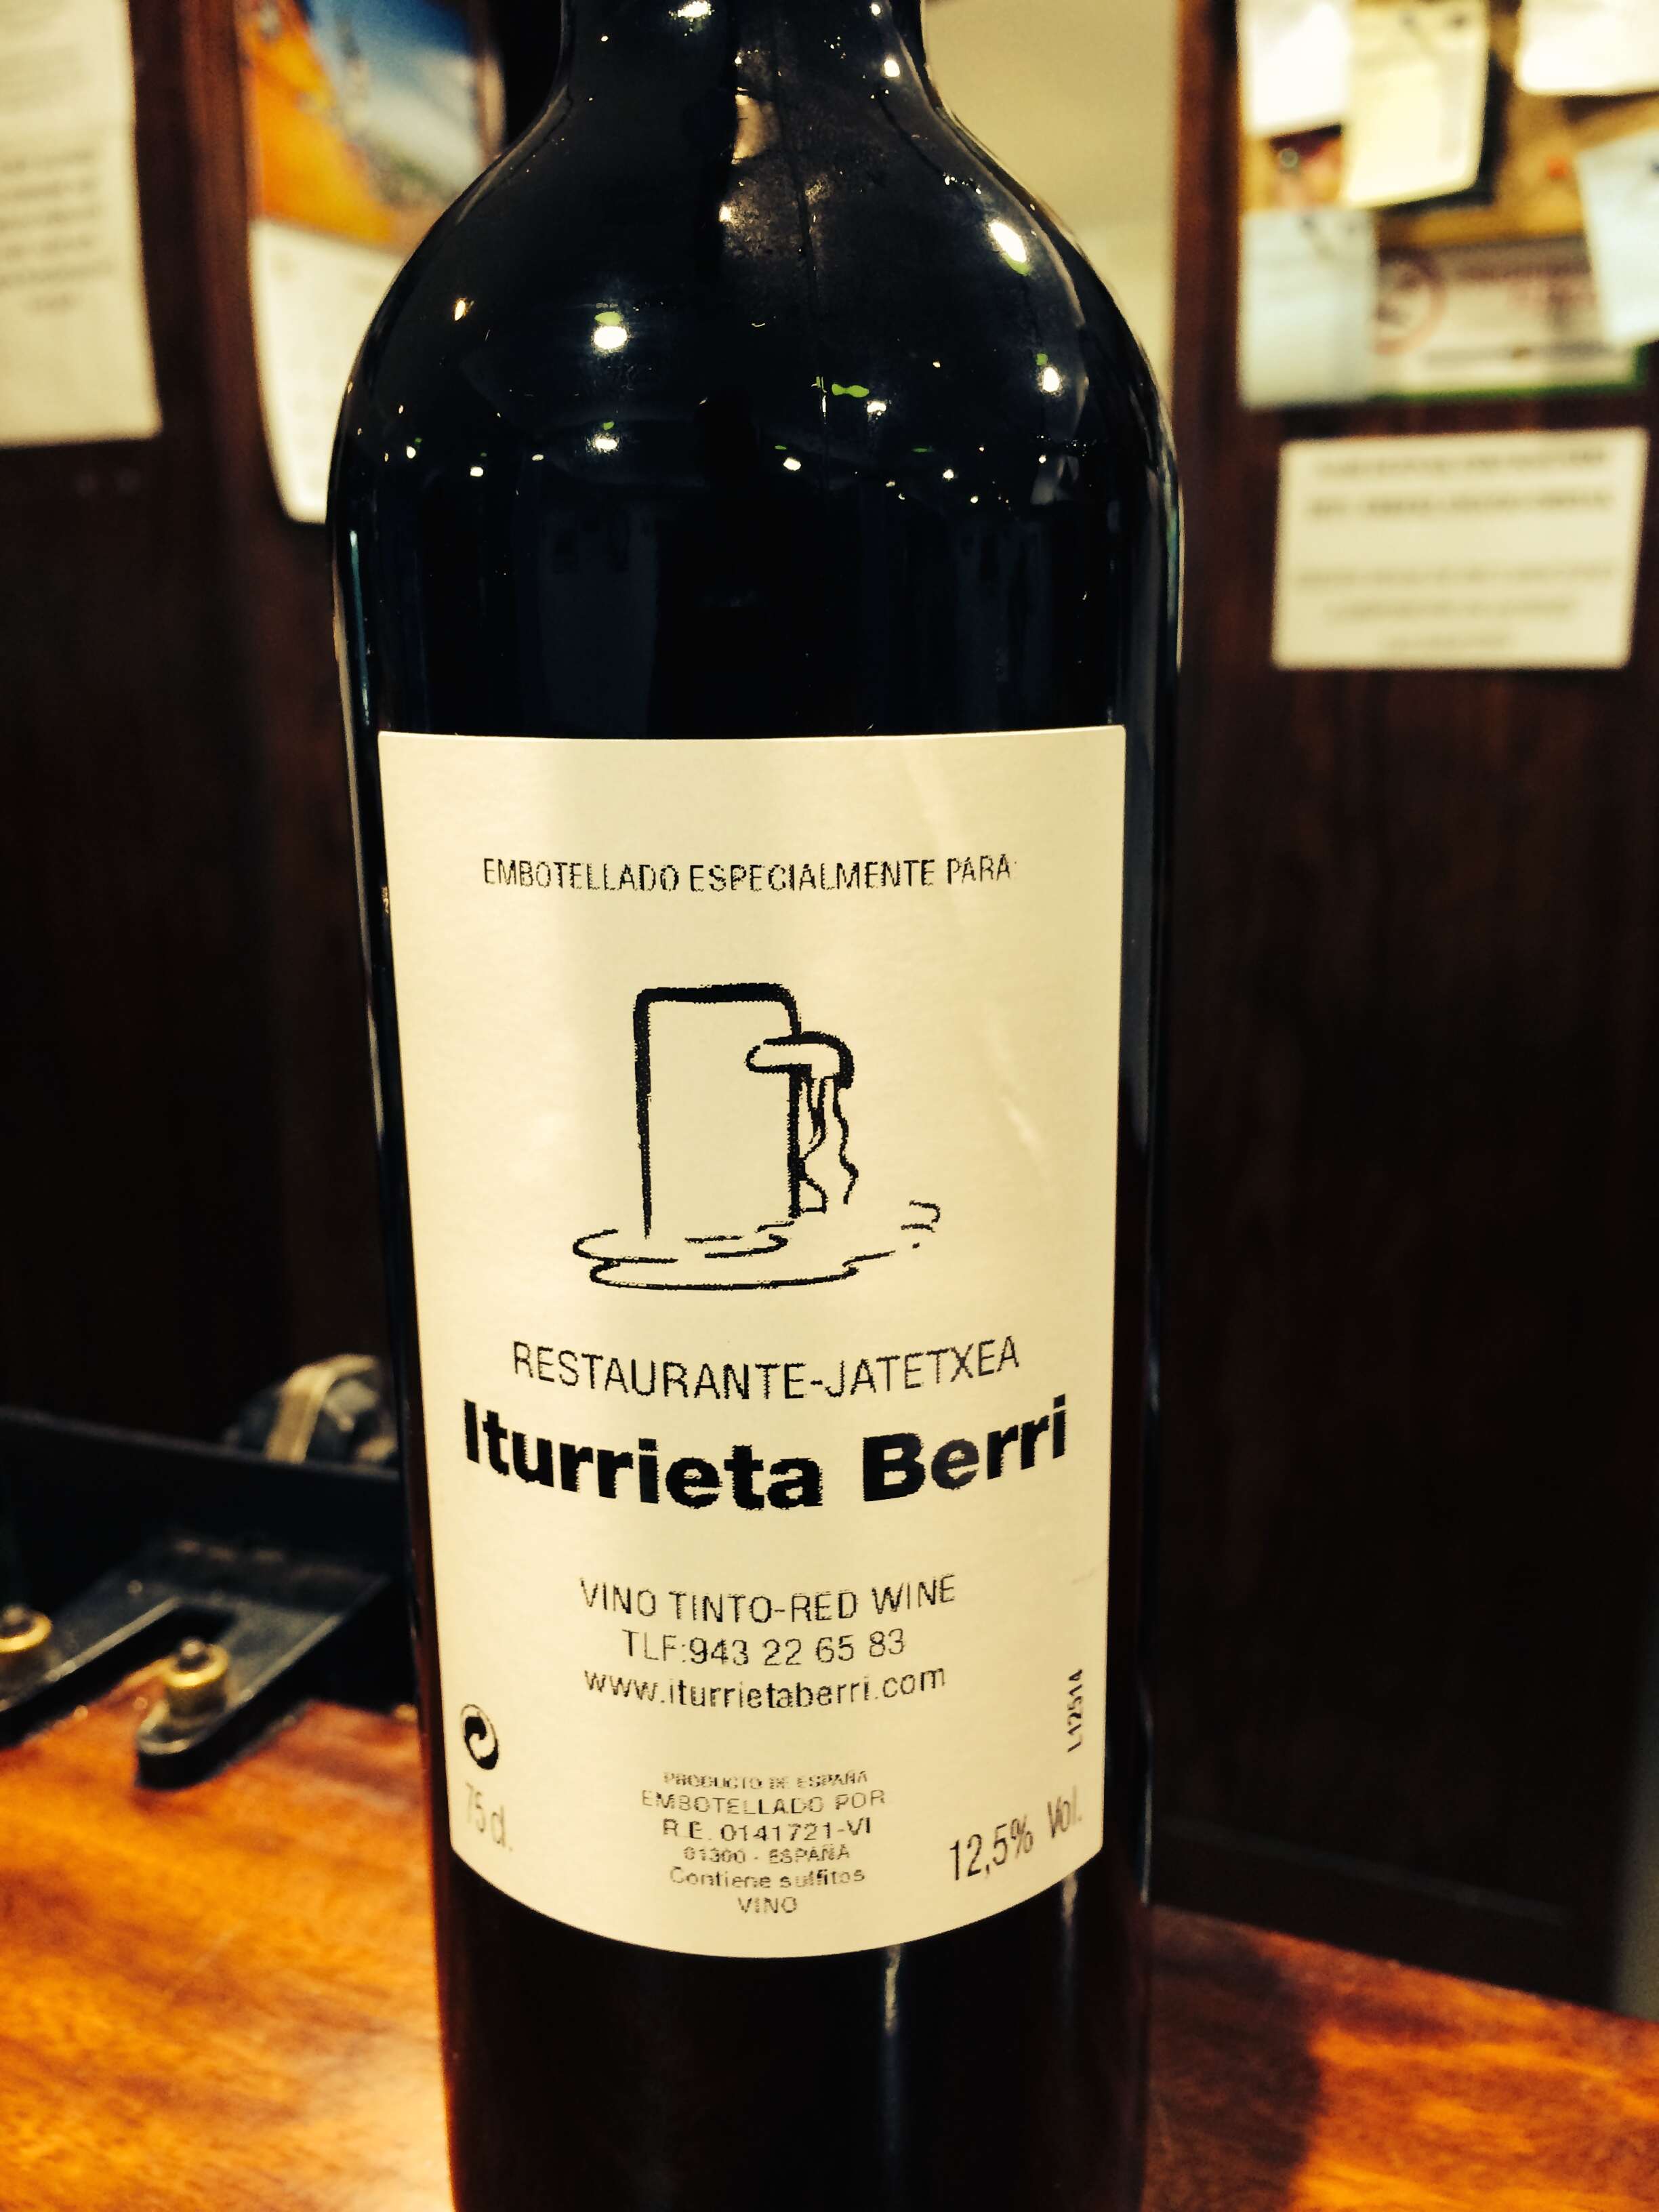 EMBOTELLADO ESPECIALMENTE PARA:
RESTAURANTE-JATETXEA
Iturrieta Berri
VINO TINTO-RED WINE
TLF:943 22 65 83
www.iturrietaberri.com
L12514
PRODUCTO DE ESPAÑA
EMBOTELLADO POR
R.E. 0141721-VI
01300 - ESPAÑA
Contiene sulfitos
VINO
75 cl.
12,5% Vol.